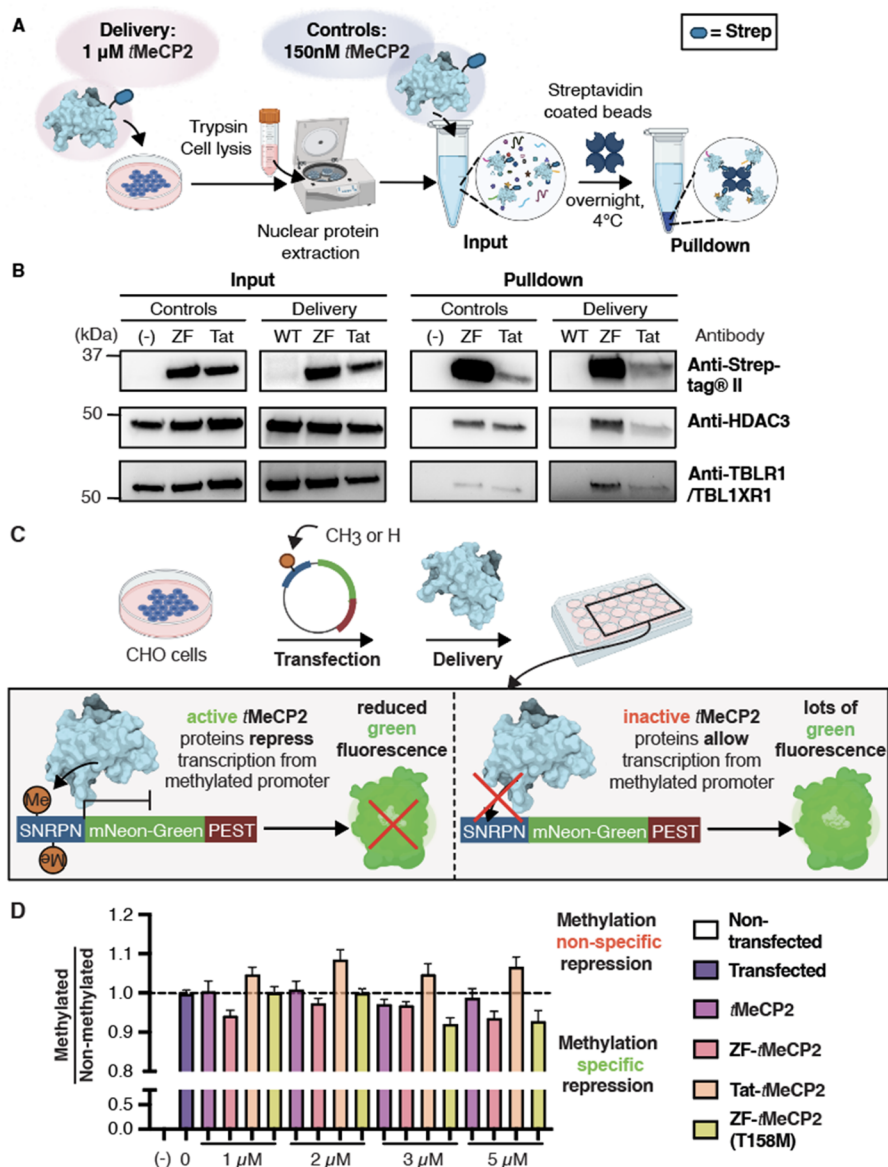 A
Delivery:
1 µM tMeCP2
Controls:
150nM tMeCP2
= Strep
Trypsin
Cell lysis
Nuclear protein
extraction
Input
Streptavidin
coated beads
overnight,
4°C
Pulldown
B
Input Pulldown
Controls Delivery Controls Delivery
(kDa) (-) ZF Tat WT ZF Tat (-) ZF Tat WT ZF Tat Antibody
37
Anti-Strep-
tag® II
50
Anti-HDAC3
50
Anti-TBLR1
/TBL1XR1
C
CH3 or H
CHO cells
Transfection
Delivery
active tMeCP2
proteins repress
transcription from
methylated promoter
reduced
green
fluorescence
Me
SNRPN mNeon-Green PEST
Me
inactive tMeCP2
proteins allow
transcription from
methylated promoter
lots of
green
fluorescence
SNRPN mNeon-Green PEST
D
Methylated
Non-methylated
1.2
1.1
1.0
0.9
0.8
0.5
0.0
(-) 0 1 µM 2 µM 3 µM 5 µM
Methylation
non-specific
repression
Methylation
specific
repression
Non-
transfected
Transfected
tMeCP2
ZF-tMeCP2
Tat-tMeCP2
ZF-tMeCP2
(T158M)